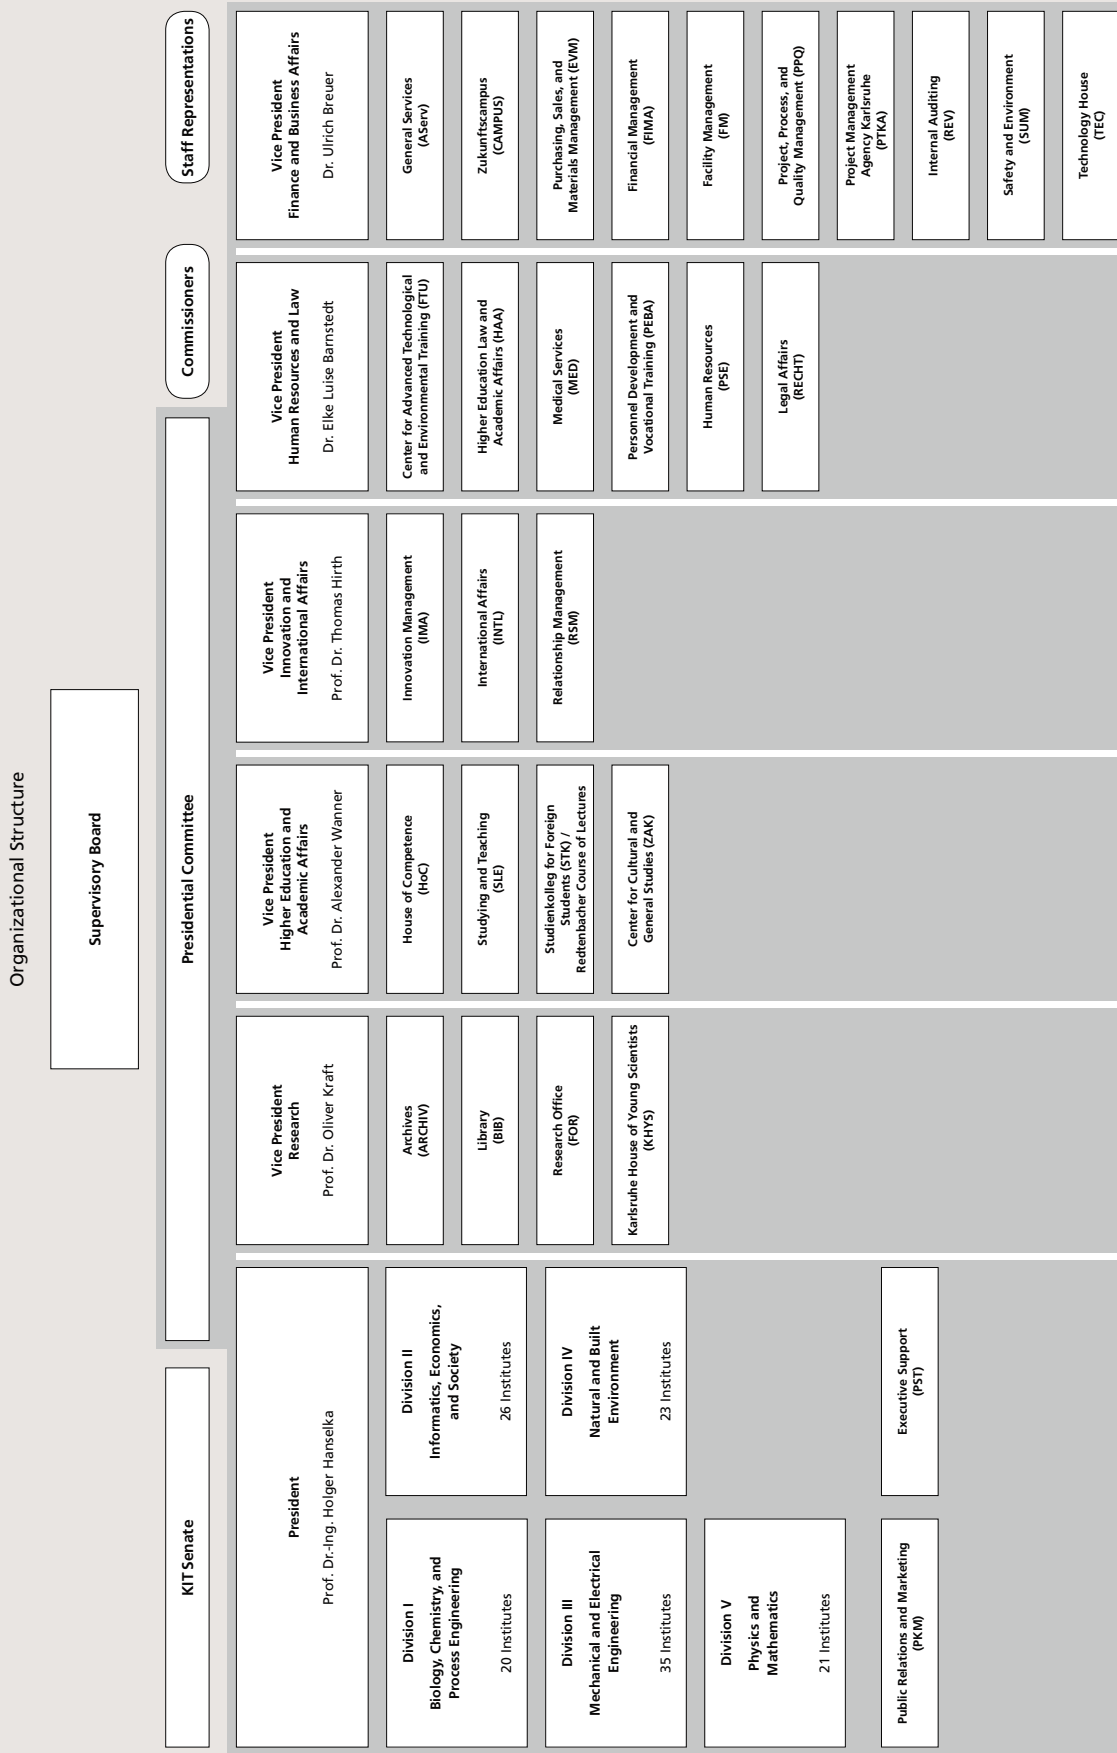 Organizational Structure
Supervisory Board
KIT Senate
Presidential Committee
Commissioners
Staff Representations
President
Prof. Dr.-Ing. Holger Hanselka
Division I
Biology, Chemistry, and
Process Engineering
20 Institutes
Division II
Informatics, Economics,
and Society
26 Institutes
Division III
Mechanical and Electrical
Engineering
35 Institutes
Division IV
Natural and Built
Environment
23 Institutes
Division V
Physics and
Mathematics
21 Institutes
Public Relations and Marketing
(PKM)
Executive Support
(PST)
Vice President
Research
Prof. Dr. Oliver Kraft
Archives
(ARCHIV)
Library
(BIB)
Research Office
(FOR)
Karlsruhe House of Young Scientists
(KHYS)
Vice President
Higher Education and
Academic Affairs
Prof. Dr. Alexander Wanner
House of Competence
(HoC)
Studying and Teaching
(SLE)
Studienkolleg for Foreign
Students (STK) /
Redtenbacher Course of Lectures
Center for Cultural and
General Studies (ZAK)
Vice President
Innovation and
International Affairs
Prof. Dr. Thomas Hirth
Innovation Management
(IMA)
International Affairs
(INTL)
Relationship Management
(RSM)
Vice President
Human Resources and Law
Dr. Elke Luise Barnstedt
Center for Advanced Technological
and Environmental Training (FTU)
Higher Education Law and
Academic Affairs (HAA)
Medical Services
(MED)
Personnel Development and
Vocational Training (PEBA)
Human Resources
(PSE)
Legal Affairs
(RECHT)
Vice President
Finance and Business Affairs
Dr. Ulrich Breuer
General Services
(AServ)
Zukunftscampus
(CAMPUS)
Purchasing, Sales, and
Materials Management (EVM)
Financial Management
(FIMA)
Facility Management
(FM)
Project, Process, and
Quality Management (PPQ)
Project Management
Agency Karlsruhe
(PTKA)
Internal Auditing
(REV)
Safety and Environment
(SUM)
Technology House
(TEC)